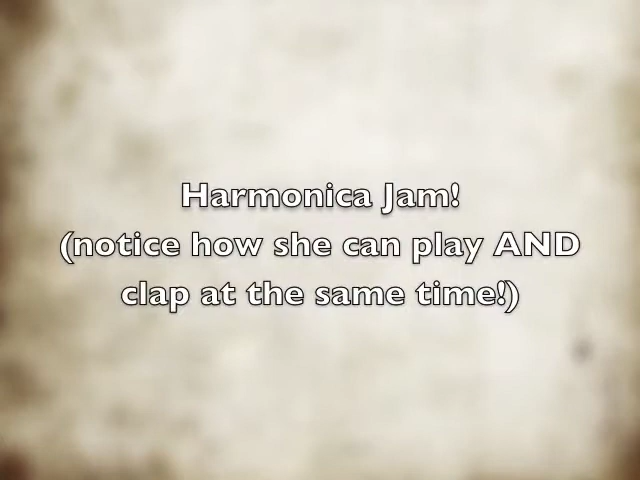 Harmonica Jam!
(notice how she can play AND
clap at the same time!)